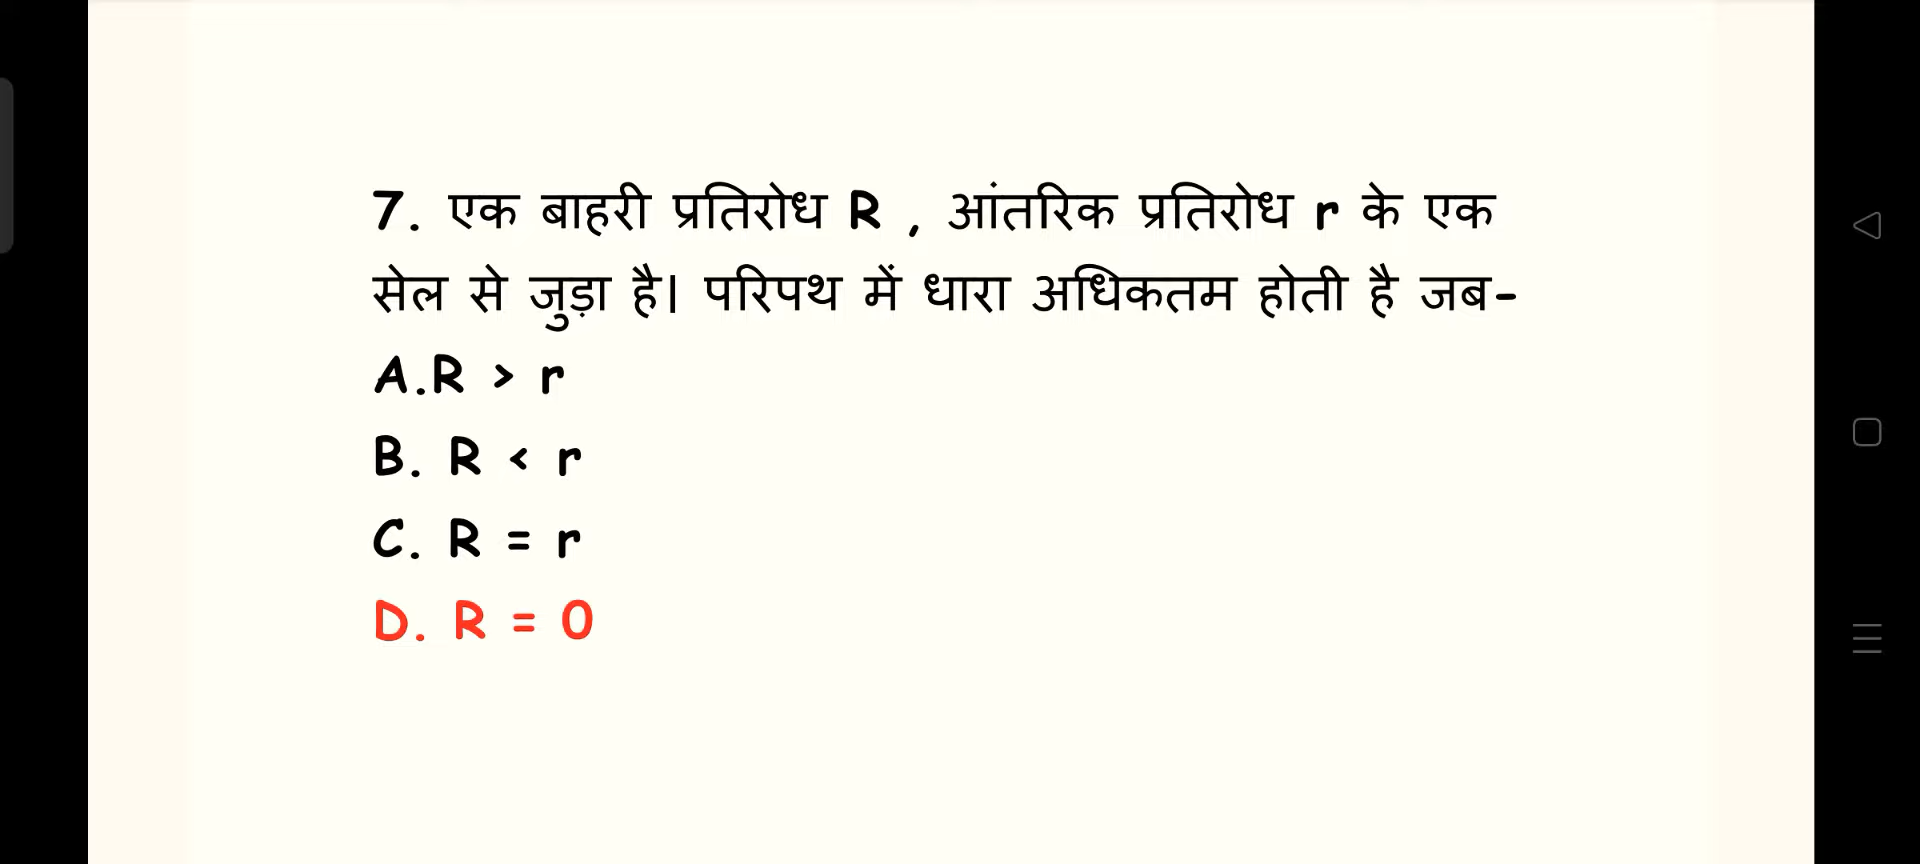 7. एक बाहरी प्रतिरोध R , आंतरिक प्रतिरोध r के एक
सेल से जुड़ा है। परिपथ में धारा अधिकतम होती है जब-
A.R > r
B. R < r
C. R = r
D. R = 0